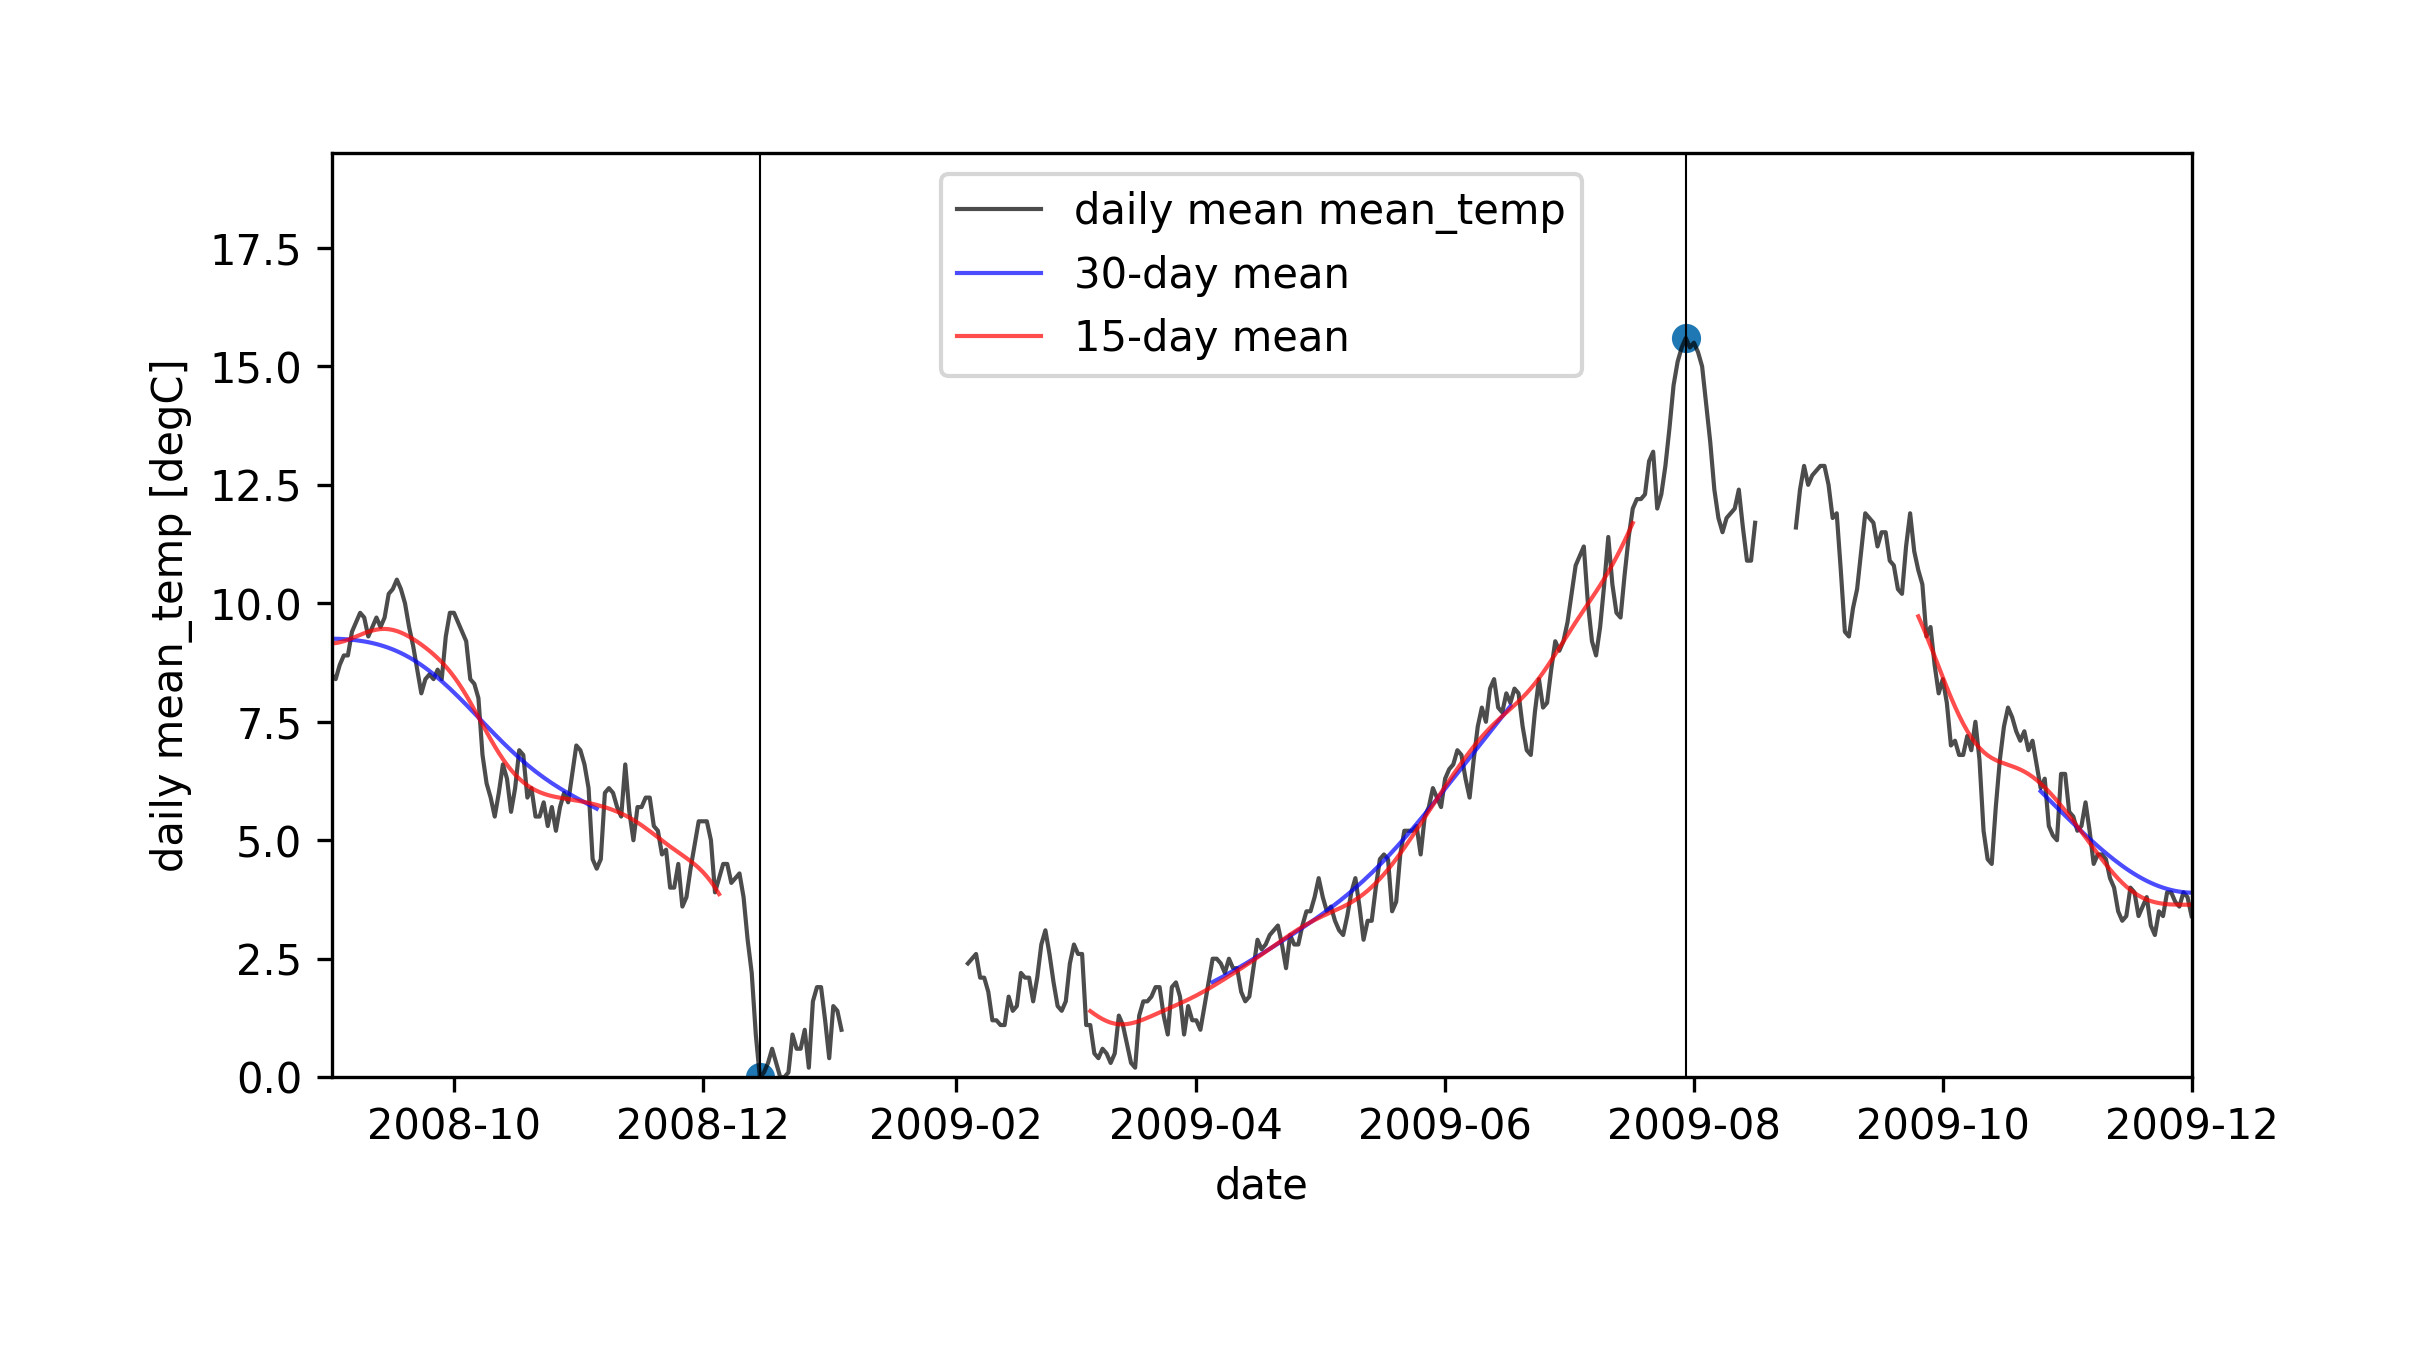 daily mean mean_temp
30-day mean
15-day mean
daily mean_temp [degC]
17.5
15.0
12.5
10.0
7.5
5.0
2.5
0.0
2008-10 2008-12 2009-02 2009-04 2009-06 2009-08 2009-10 2009-12
date